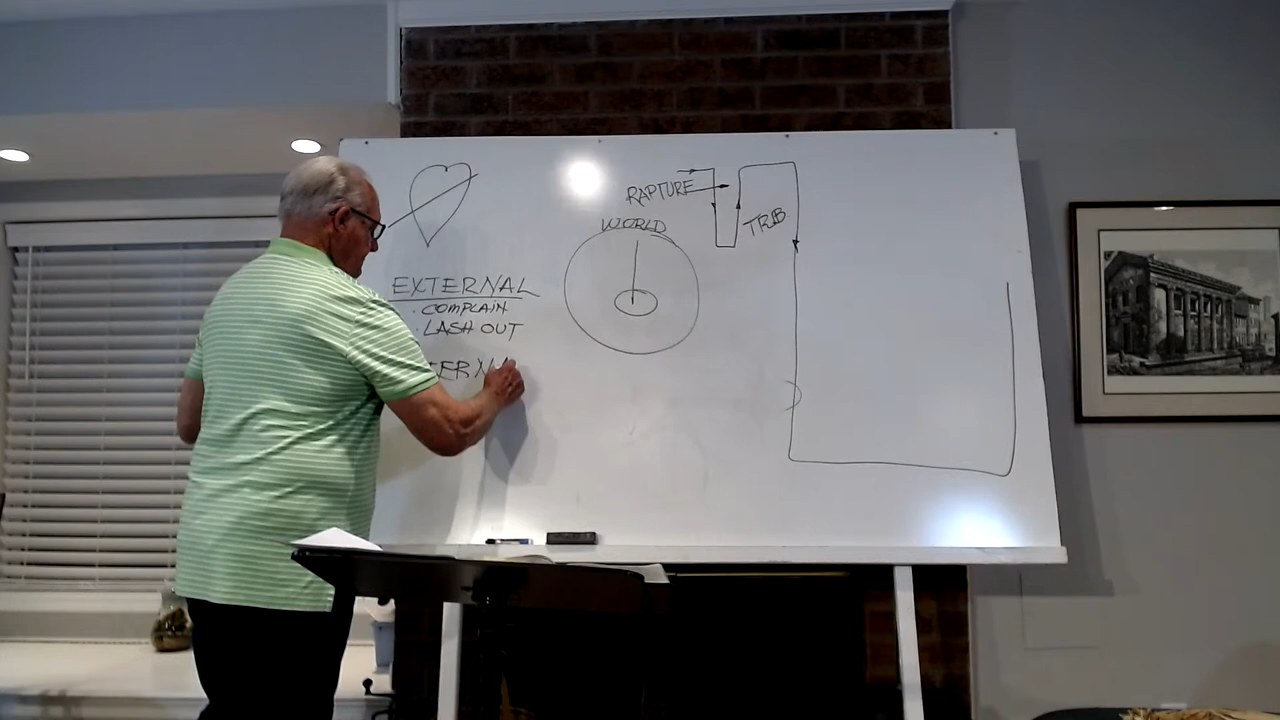 RAPTURE
WORLD
TRIB
EXTERNAL
· COMPLAIN
· LASH OUT